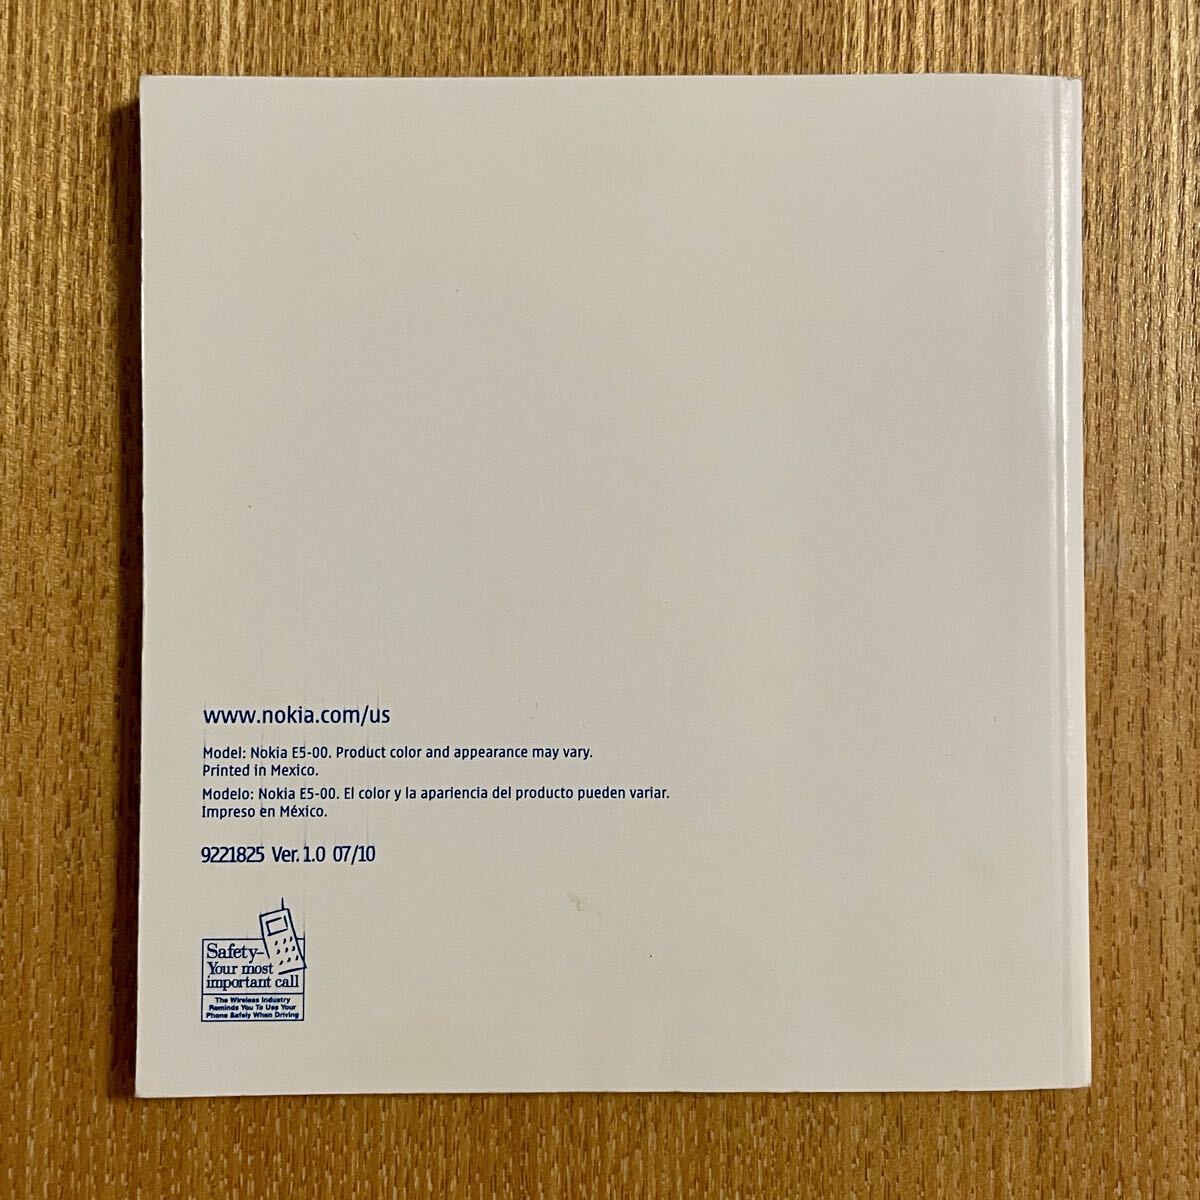 www.nokia.com/us
Model: Nokia E5-00. Product color and appearance may vary.
Printed in Mexico.
Modelo: Nokia E5-00. El color y la apariencia del producto pueden variar.
Impreso en México.
9221825 Ver. 1.0 07/10
Safety–
Your most
important call
The Wireless Industry
Reminds You To Use Your
Phone Safely When Driving